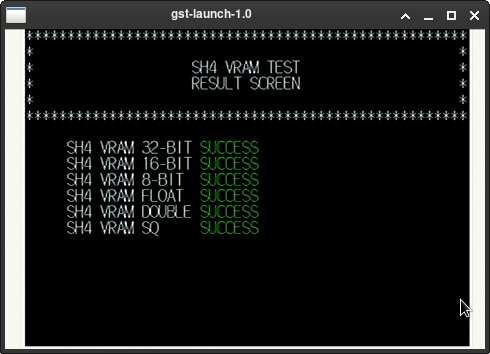 gst-launch-1.0
*******************************************************
* *
* SH4 VRAM TEST *
* RESULT SCREEN *
* *
*******************************************************
SH4 VRAM 32-BIT SUCCESS
SH4 VRAM 16-BIT SUCCESS
SH4 VRAM 8-BIT SUCCESS
SH4 VRAM FLOAT SUCCESS
SH4 VRAM DOUBLE SUCCESS
SH4 VRAM SQ SUCCESS